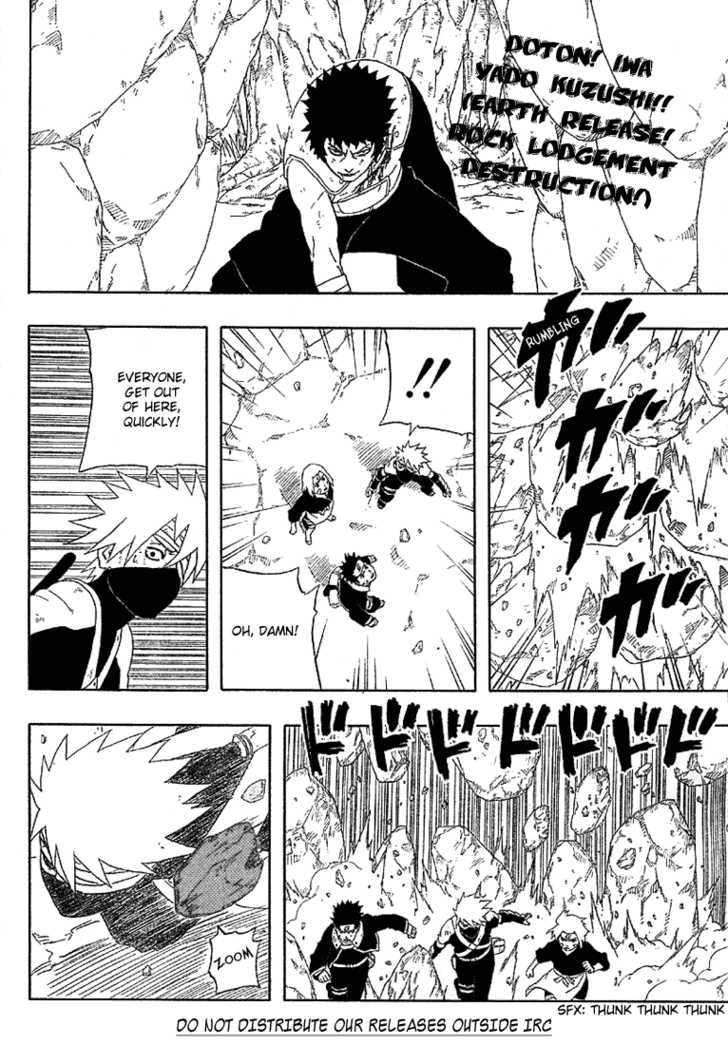 DOTON! IWA
YADO KUZUSHI!!
(EARTH RELEASE!
ROCK LODGEMENT
DESTRUCTION!)
RUMBLING
ガガガガ
!!
OH, DAMN!
EVERYONE,
GET OUT
OF HERE,
QUICKLY!
ドドドドドドド
ZOOM
SFX: THUNK THUNK THUNK
DO NOT DISTRIBUTE OUR RELEASES OUTSIDE IRC